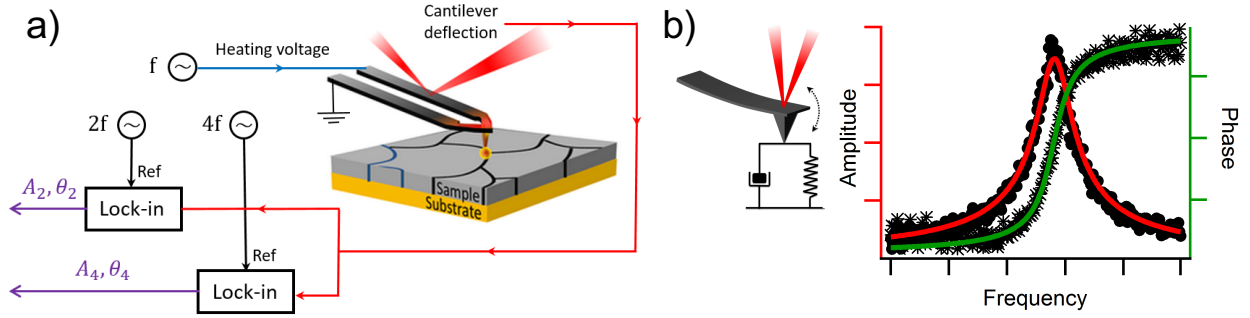 a)
Cantilever
deflection
Heating voltage
f
2f
4f
Ref
A₂, θ₂
Lock-in
Sample
Substrate
Ref
A₄, θ₄
Lock-in
b)
Amplitude
Phase
Frequency